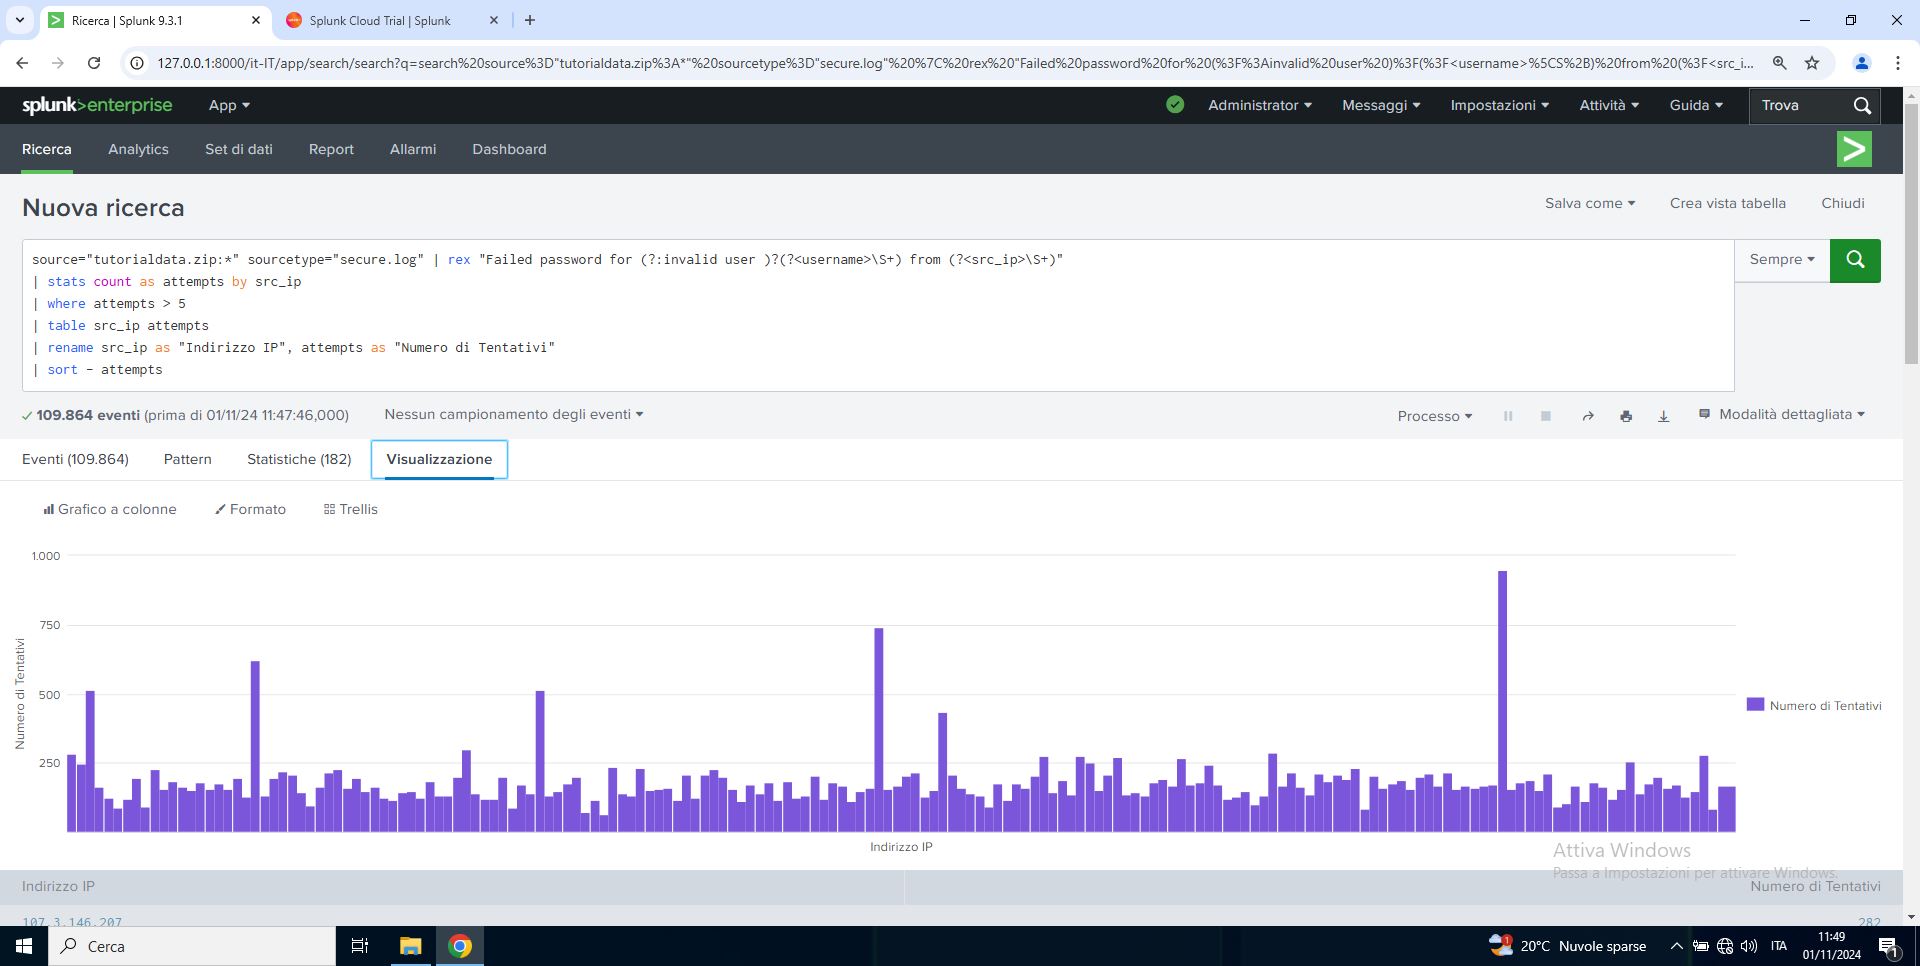 Ricerca | Splunk 9.3.1
Splunk Cloud Trial | Splunk
127.0.0.1:8000/it-IT/app/search/search?q=search%20source%3D"tutorialdata.zip%3A*"%20sourcetype%3D"secure.log"%20%7C%20rex%20"Failed%20password%20for%20(%3F%3Ainvalid%20user%20)%3F(%3F<username>%5CS%2B)%20from%20(%3F<src_i...
splunk>enterprise App Administrator Messaggi Impostazioni Attività Guida Trova
Ricerca Analytics Set di dati Report Allarmi Dashboard
Nuova ricerca
Salva come Crea vista tabella Chiudi
source="tutorialdata.zip:*" sourcetype="secure.log" | rex "Failed password for (?:invalid user )?(?<username>\S+) from (?<src_ip>\S+)"
| stats count as attempts by src_ip
| where attempts > 5
| table src_ip attempts
| rename src_ip as "Indirizzo IP", attempts as "Numero di Tentativi"
| sort - attempts
Sempre
109.864 eventi (prima di 01/11/24 11:47:46,000) Nessun campionamento degli eventi
Processo Modalità dettagliata
Eventi (109.864) Pattern Statistiche (182) Visualizzazione
Grafico a colonne Formato Trellis
1.000
750
500
250
Numero di Tentativi
Indirizzo IP
Numero di Tentativi
Attiva Windows
Passa a Impostazioni per attivare Windows.
Indirizzo IP Numero di Tentativi
107.3.146.207 282
Cerca
1
20°C Nuvole sparse
ITA
11:49
01/11/2024
1